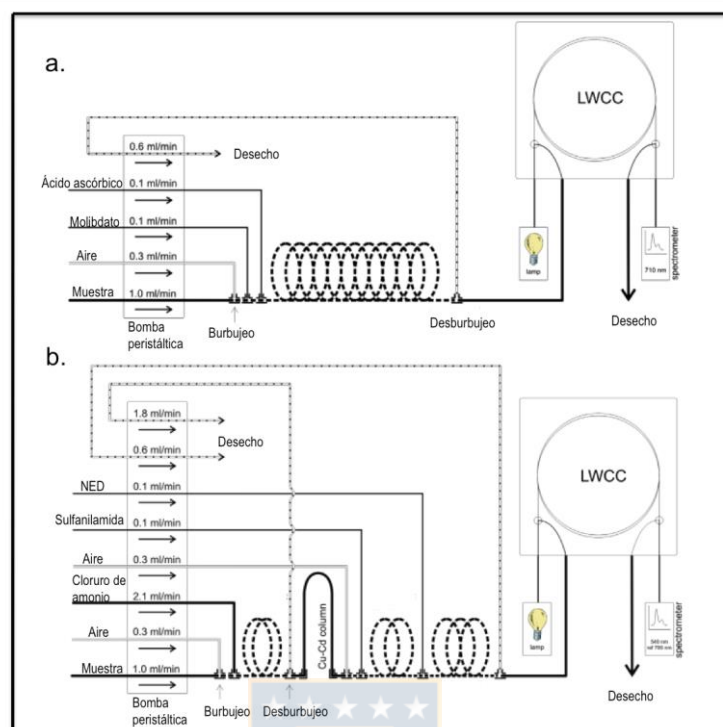 a.
LWCC
0.6 ml/min
Desecho
Ácido ascórbico 0.1 ml/min
Molibdato 0.1 ml/min
Aire 0.3 ml/min
Muestra 1.0 ml/min
Bomba
peristáltica
Burbujeo
Desburbujeo
lamp
710 nm
spectrometer
Desecho
b.
1.8 ml/min
Desecho
0.6 ml/min
NED 0.1 ml/min
Sulfanilamida 0.1 ml/min
Aire 0.3 ml/min
Cloruro de
amonio 2.1 ml/min
Aire 0.3 ml/min
Muestra 1.0 ml/min
Cu-Cd column
Bomba
peristáltica
Burbujeo
Desburbujeo
LWCC
lamp
spectrometer
Desecho